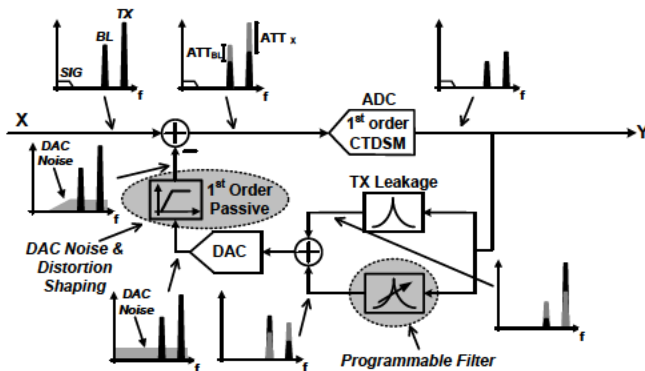 TX
BL
SIG
f
ATT_BL
ATT_X
f
f
X
ADC
1st order
CTDSM
Y
DAC
Noise
f
1st Order
Passive
TX Leakage
DAC Noise &
Distortion
Shaping
DAC
DAC
Noise
f
f
f
Programmable Filter